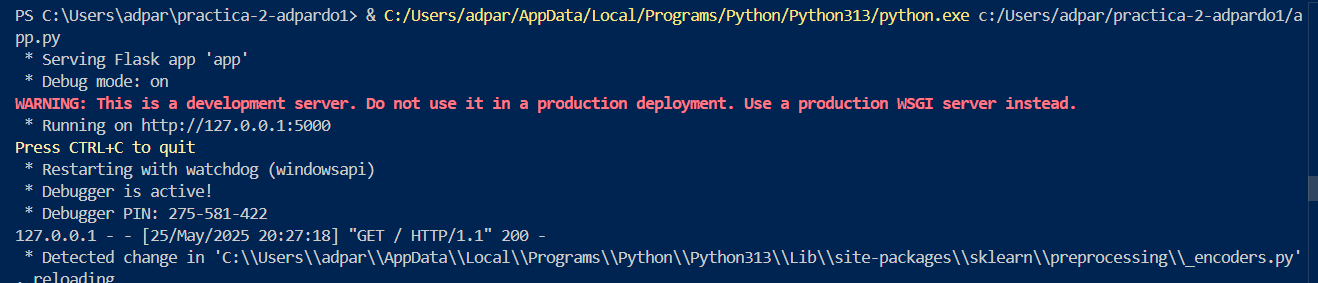 PS C:\Users\adpar\practica-2-adpardo1> & C:/Users/adpar/AppData/Local/Programs/Python/Python313/python.exe c:/Users/adpar/practica-2-adpardo1/a
pp.py
 * Serving Flask app 'app'
 * Debug mode: on
WARNING: This is a development server. Do not use it in a production deployment. Use a production WSGI server instead.
 * Running on http://127.0.0.1:5000
Press CTRL+C to quit
 * Restarting with watchdog (windowsapi)
 * Debugger is active!
 * Debugger PIN: 275-581-422
127.0.0.1 - - [25/May/2025 20:27:18] "GET / HTTP/1.1" 200 -
 * Detected change in 'C:\\Users\\adpar\\AppData\\Local\\Programs\\Python\\Python313\\Lib\\site-packages\\sklearn\\preprocessing\\_encoders.py'
, reloading